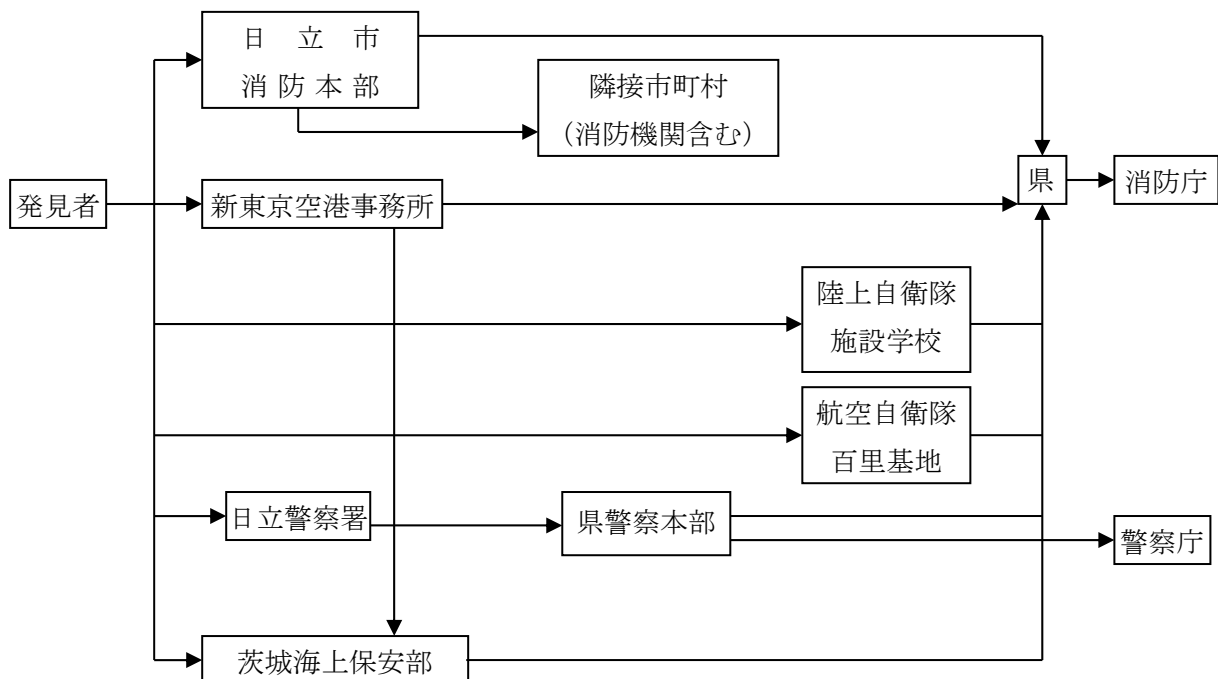 日立市
消防本部
隣接市町村
（消防機関含む）
県
消防庁
発見者
新東京空港事務所
陸上自衛隊
施設学校
航空自衛隊
百里基地
日立警察署
県警察本部
警察庁
茨城海上保安部